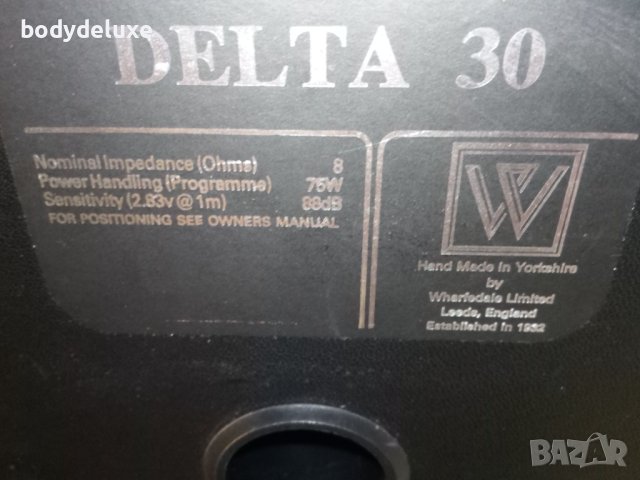 bodydeluxe
DELTA 30
Nominal Impedance (Ohms) 8
Power Handling (Programme) 75W
Sensitivity (2.83v @ 1m) 88dB
FOR POSITIONING SEE OWNERS MANUAL
W
Hand Made in Yorkshire
by
Wharfedale Limited
Leeds, England
Established in 1932
BAZAR